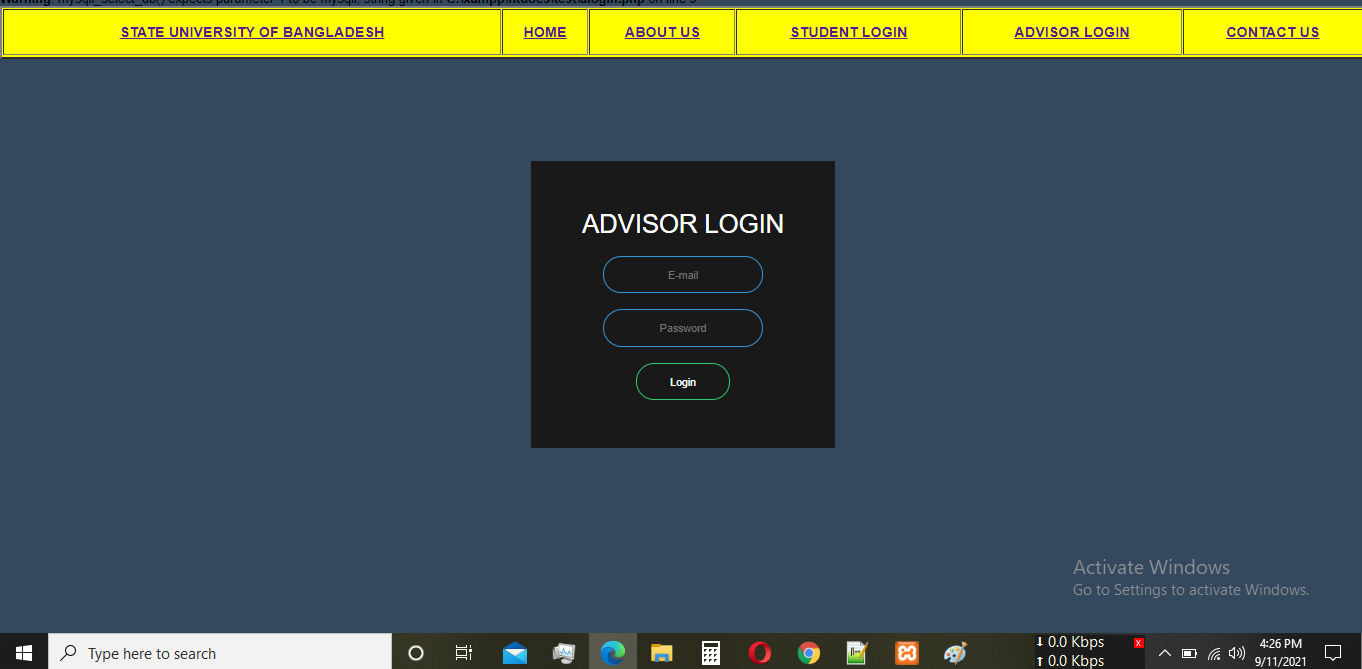 Warning: mysqli_select_db() expects parameter 1 to be mysqli, string given in C:\xampp\htdocs\test\alogin.php on line 3
STATE UNIVERSITY OF BANGLADESH HOME ABOUT US STUDENT LOGIN ADVISOR LOGIN CONTACT US
ADVISOR LOGIN
E-mail
Password
Login
Activate Windows
Go to Settings to activate Windows.
Type here to search
0.0 Kbps
0.0 Kbps
x
4:26 PM
9/11/2021